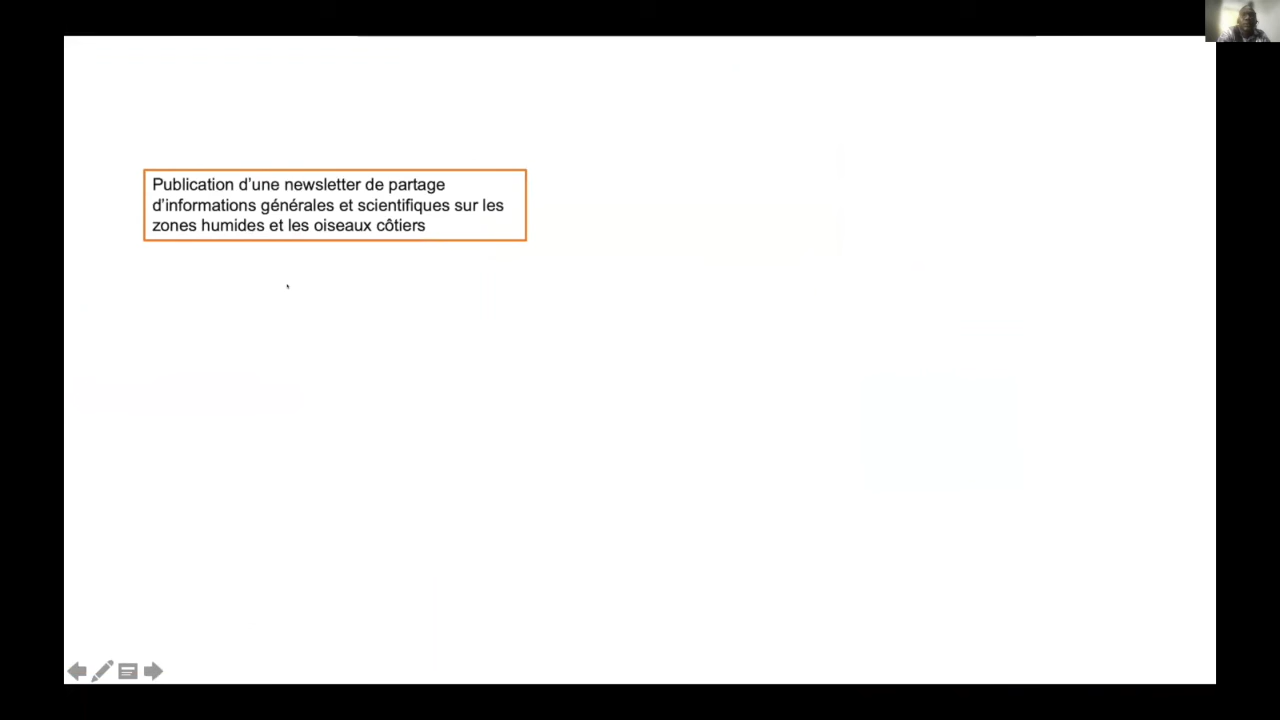 Publication d’une newsletter de partage
d’informations générales et scientifiques sur les
zones humides et les oiseaux côtiers